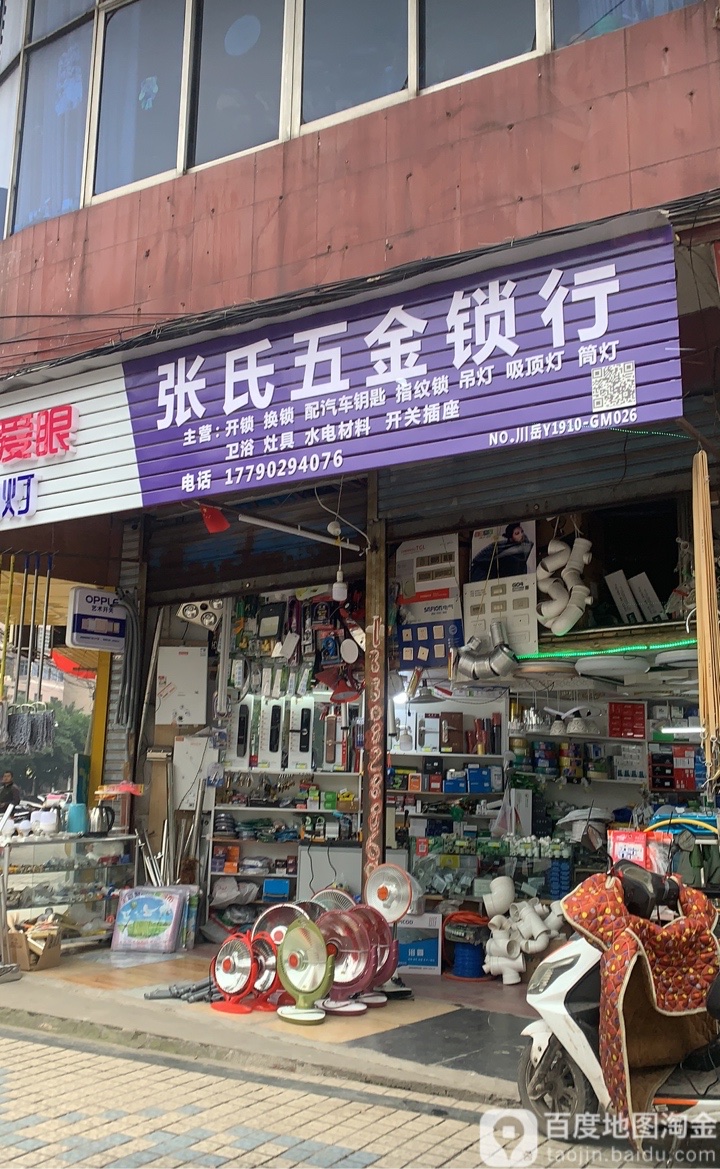 张氏五金锁行
主营：开锁 换锁 配汽车钥匙 指纹锁 吊灯 吸顶灯 筒灯
卫浴 灶具 水电材料 开关插座
电话 17790294076
NO.川岳Y1910-GM026
爱眼
灯
OPPLE
百度地图淘金
taojin.baidu.com